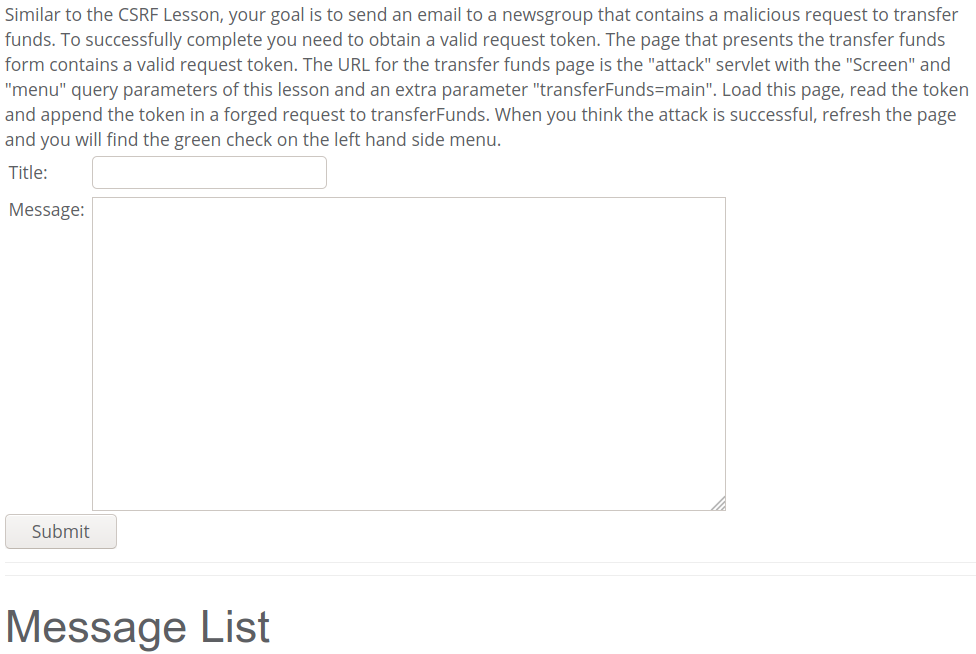 Similar to the CSRF Lesson, your goal is to send an email to a newsgroup that contains a malicious request to transfer
funds. To successfully complete you need to obtain a valid request token. The page that presents the transfer funds
form contains a valid request token. The URL for the transfer funds page is the "attack" servlet with the "Screen" and
"menu" query parameters of this lesson and an extra parameter "transferFunds=main". Load this page, read the token
and append the token in a forged request to transferFunds. When you think the attack is successful, refresh the page
and you will find the green check on the left hand side menu.
Title:
Message:
Submit
Message List